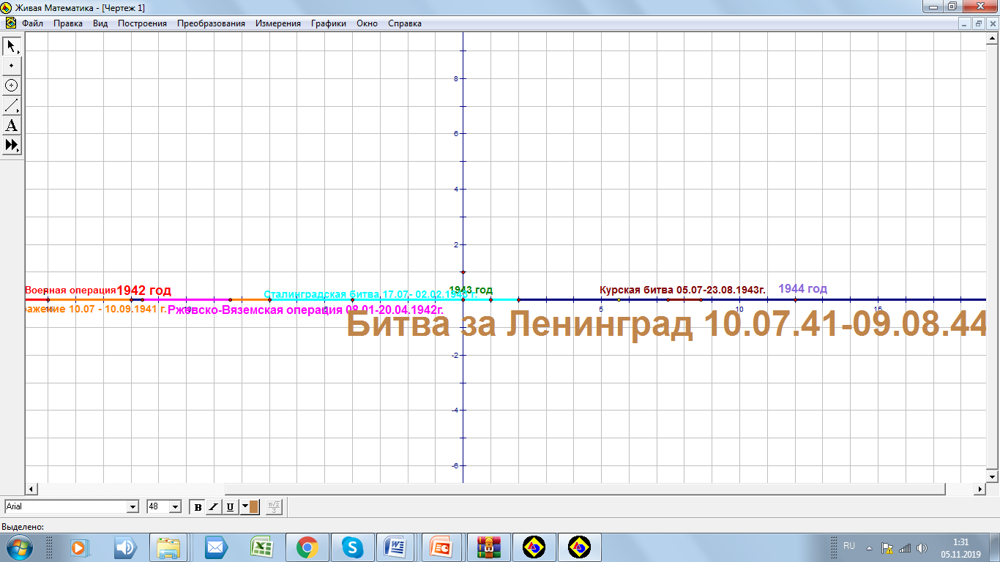 Живая Математика - [Чертеж 1]
Файл Правка Вид Построения Преобразования Измерения Графики Окно Справка
A
8
6
4
2
Военная операция 1942 год
Сталинградская битва 17.07- 02.02.1943 г.
1943 год
Курская битва 05.07-23.08.1943г.
1944 год
ажение 10.07 - 10.09.1941 г.
Ржевско-Вяземская операция 08.01-20.04.1942г.
5
10
15
Битва за Ленинград 10.07.41-09.08.44
-2
-4
-6
Arial 48 B I U
Выделено:
RU
1:31
05.11.2019